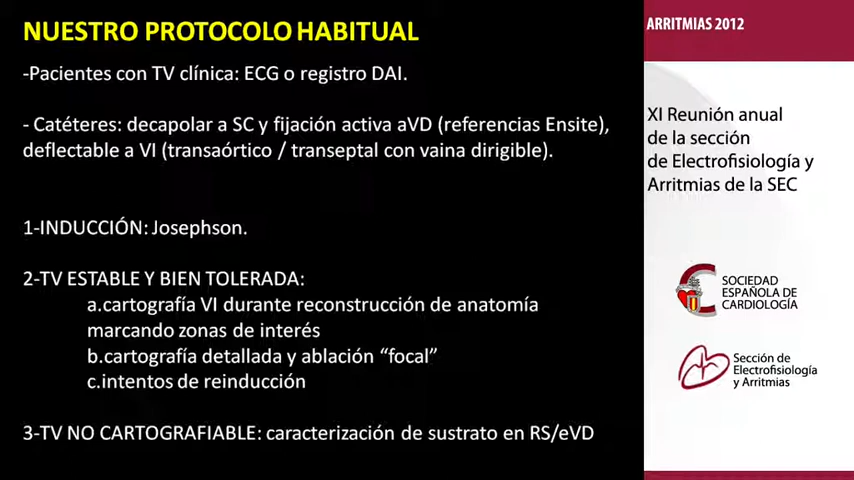 NUESTRO PROTOCOLO HABITUAL
-Pacientes con TV clínica: ECG o registro DAI.
- Catéteres: decapolar a SC y fijación activa aVD (referencias Ensite),
deflectable a VI (transaórtico / transeptal con vaina dirigible).
1-INDUCCIÓN: Josephson.
2-TV ESTABLE Y BIEN TOLERADA:
a.cartografía VI durante reconstrucción de anatomía
marcando zonas de interés
b.cartografía detallada y ablación “focal”
c.intentos de reinducción
3-TV NO CARTOGRAFIABLE: caracterización de sustrato en RS/eVD
ARRITMIAS 2012
XI Reunión anual
de la sección
de Electrofisiología y
Arritmias de la SEC
SOCIEDAD
ESPAÑOLA DE
CARDIOLOGÍA
Sección de
Electrofisiología
y Arritmias